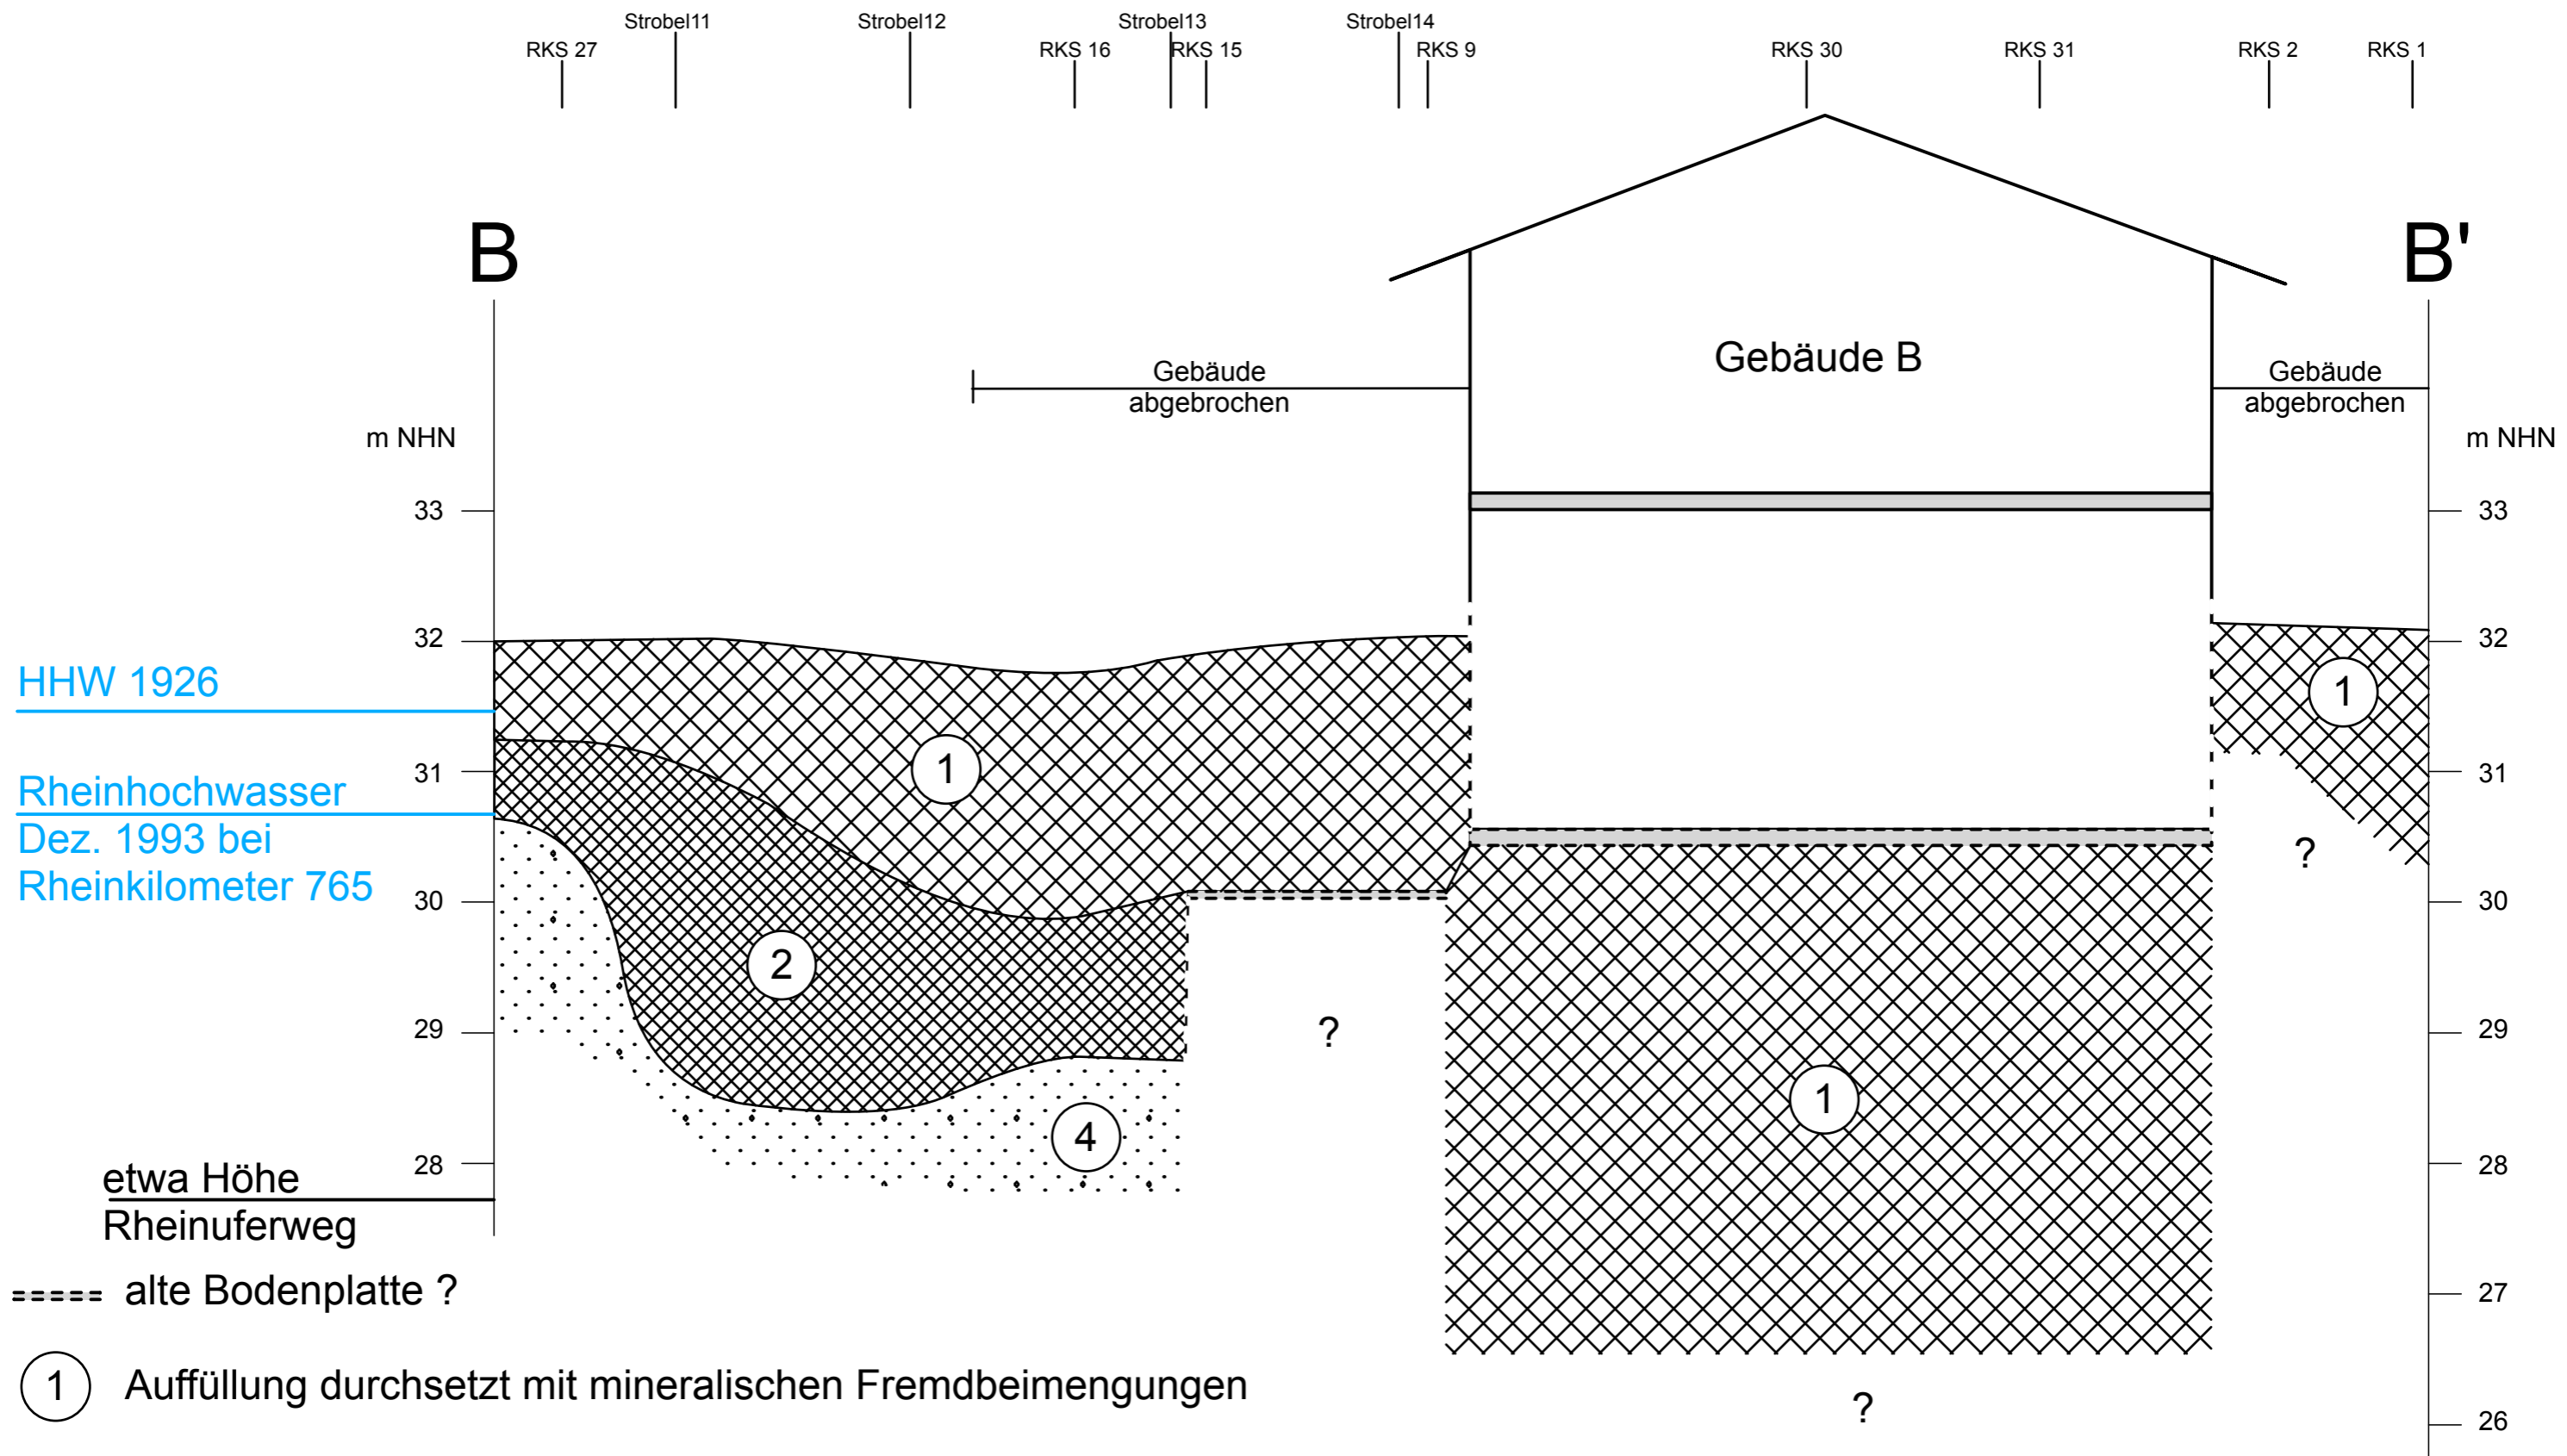 Strobel11
Strobel12
Strobel13
Strobel14
RKS 27
RKS 16
RKS 15
RKS 9
RKS 30
RKS 31
RKS 2
RKS 1
B
B'
Gebäude B
Gebäude
abgebrochen
Gebäude
abgebrochen
m NHN
m NHN
33
33
32
32
HHW 1926
1
1
31
31
Rheinhochwasser
Dez. 1993 bei
Rheinkilometer 765
?
30
30
2
29
?
29
1
4
28
28
etwa Höhe
Rheinuferweg
alte Bodenplatte ?
27
1 Auffüllung durchsetzt mit mineralischen Fremdbeimengungen
?
26